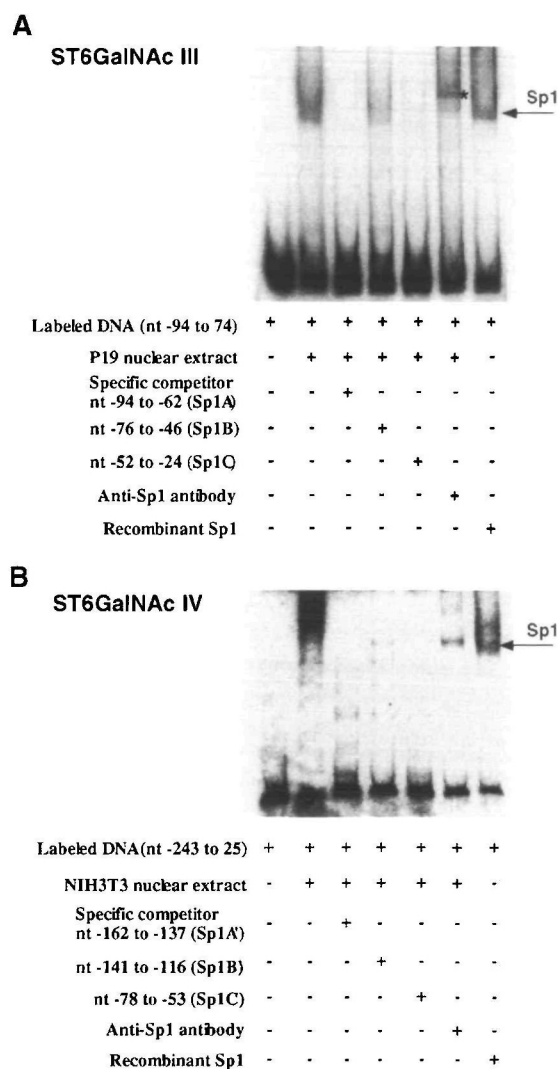 A
ST6GalNAc III
*
Sp1
Labeled DNA (nt -94 to 74) + + + + + + +
P19 nuclear extract - + + + + + -
Specific competitor
nt -94 to -62 (Sp1A) - - + - - - -
nt -76 to -46 (Sp1B) - - - + - - -
nt -52 to -24 (Sp1C) - - - - + - -
Anti-Sp1 antibody - - - - - + -
Recombinant Sp1 - - - - - - +
B
ST6GalNAc IV
Sp1
Labeled DNA(nt -243 to 25) + + + + + + +
NIH3T3 nuclear extract - + + + + + -
Specific competitor
nt -162 to -137 (Sp1A') - - + - - - -
nt -141 to -116 (Sp1B) - - - + - - -
nt -78 to -53 (Sp1C) - - - - + - -
Anti-Sp1 antibody - - - - - + -
Recombinant Sp1 - - - - - - +